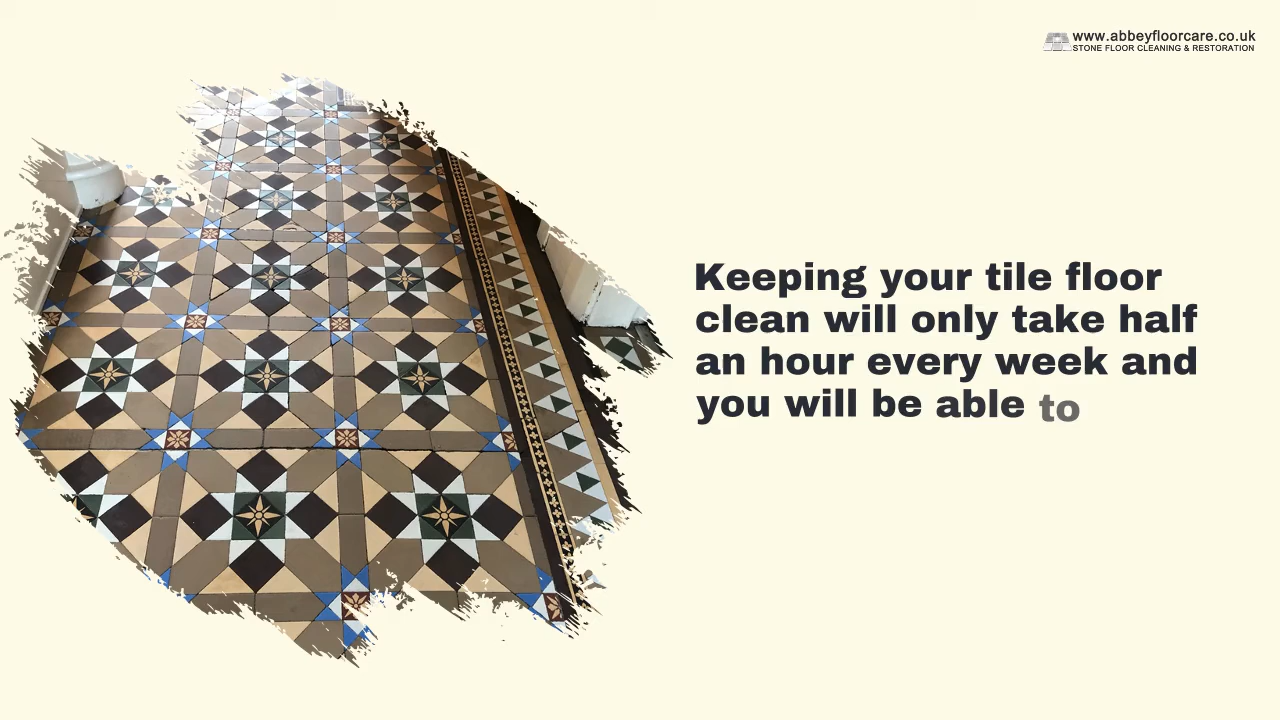 www.abbeyfloorcare.co.uk
STONE FLOOR CLEANING & RESTORATION
Keeping your tile floor
clean will only take half
an hour every week and
you will be able to